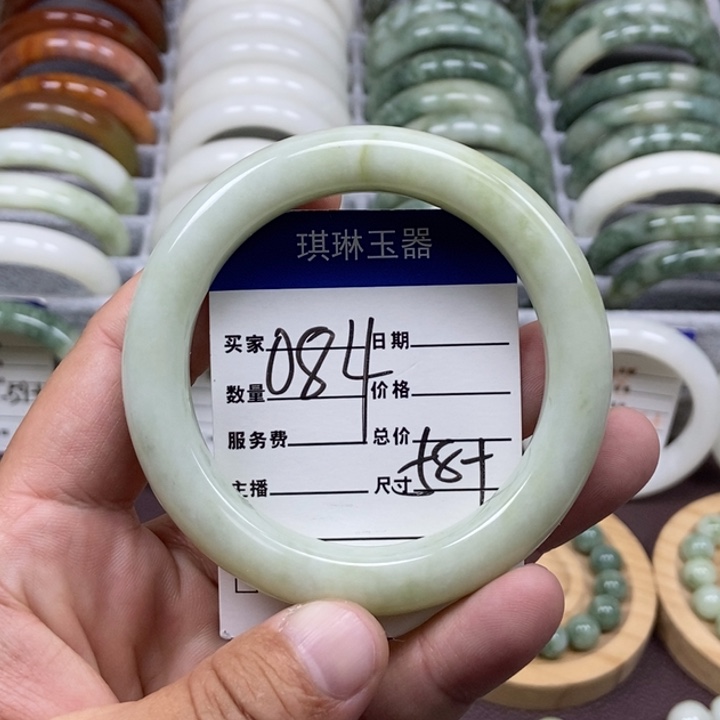 琪琳玉器
买家 084 日期
数量 价格
服务费 总价
主播 尺寸 58+